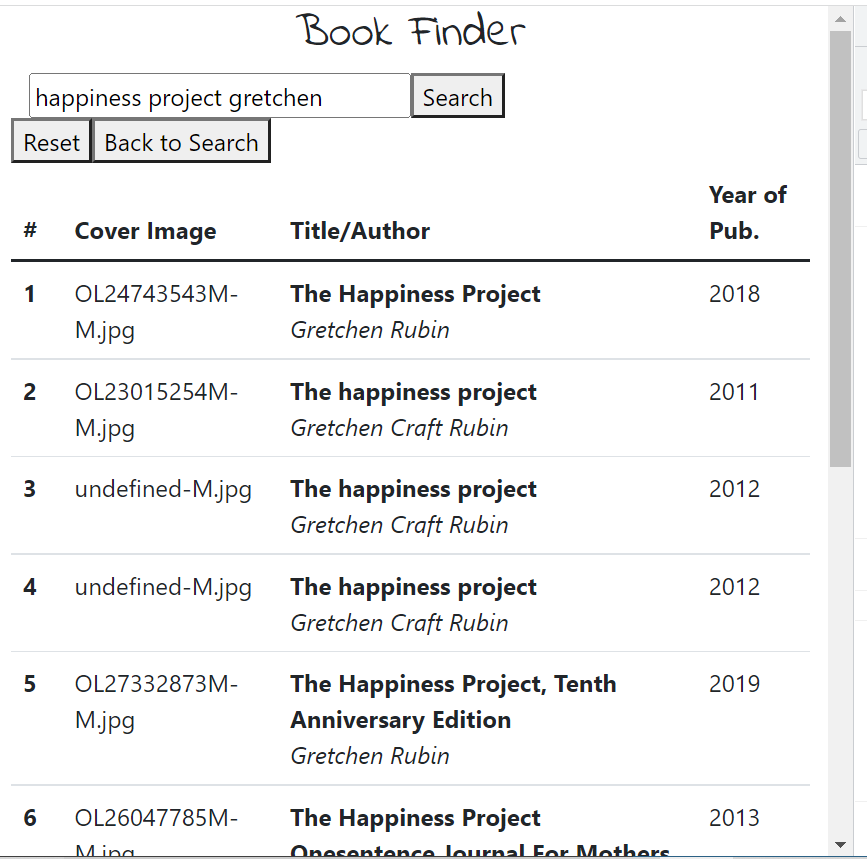 Book Finder
happiness project gretchen Search
Reset Back to Search
# Cover Image Title/Author Year of Pub.
1 OL24743543M- The Happiness Project 2018
M.jpg Gretchen Rubin
2 OL23015254M- The happiness project 2011
M.jpg Gretchen Craft Rubin
3 undefined-M.jpg The happiness project 2012
Gretchen Craft Rubin
4 undefined-M.jpg The happiness project 2012
Gretchen Craft Rubin
5 OL27332873M- The Happiness Project, Tenth 2019
M.jpg Anniversary Edition
Gretchen Rubin
6 OL26047785M- The Happiness Project 2013
M.jpg Onesentence Journal For Mothers